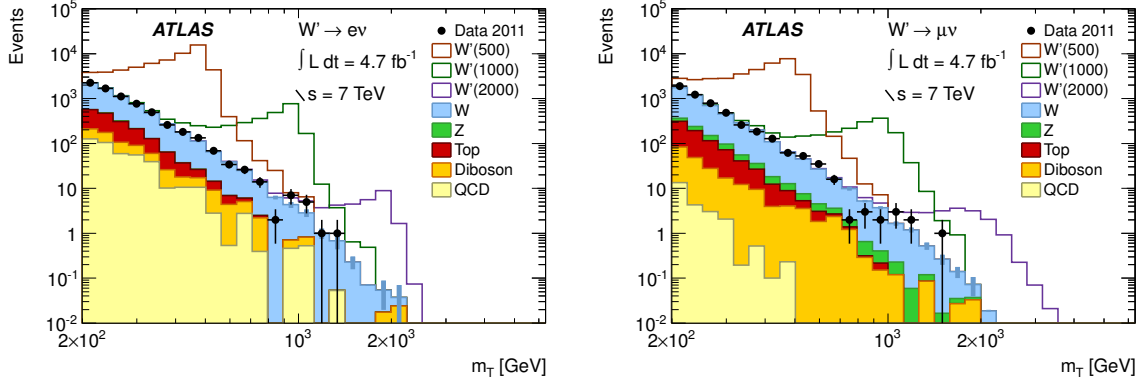 Events
10⁵
10⁴
10³
10²
10
1
10⁻¹
10⁻²
ATLAS
W' → eν
∫ L dt = 4.7 fb⁻¹
\s = 7 TeV
Data 2011
W'(500)
W'(1000)
W'(2000)
W
Z
Top
Diboson
QCD
2×10²
10³
2×10³
m_T [GeV]
Events
10⁵
10⁴
10³
10²
10
1
10⁻¹
10⁻²
ATLAS
W' → μν
∫ L dt = 4.7 fb⁻¹
\s = 7 TeV
Data 2011
W'(500)
W'(1000)
W'(2000)
W
Z
Top
Diboson
QCD
2×10²
10³
2×10³
m_T [GeV]